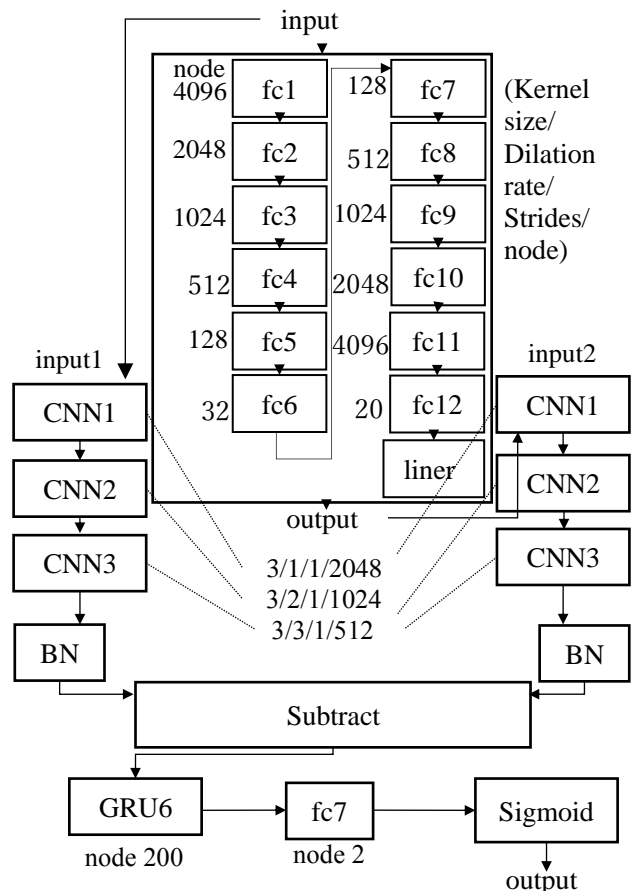 input
node
4096
fc1
2048
fc2
1024
fc3
512
fc4
128
fc5
32
fc6
128
fc7
512
fc8
1024
fc9
2048
fc10
4096
fc11
20
fc12
liner
output
(Kernel
size/
Dilation
rate/
Strides/
node)
input1
CNN1
CNN2
CNN3
BN
input2
CNN1
CNN2
CNN3
BN
3/1/1/2048
3/2/1/1024
3/3/1/512
Subtract
GRU6
node 200
fc7
node 2
Sigmoid
output